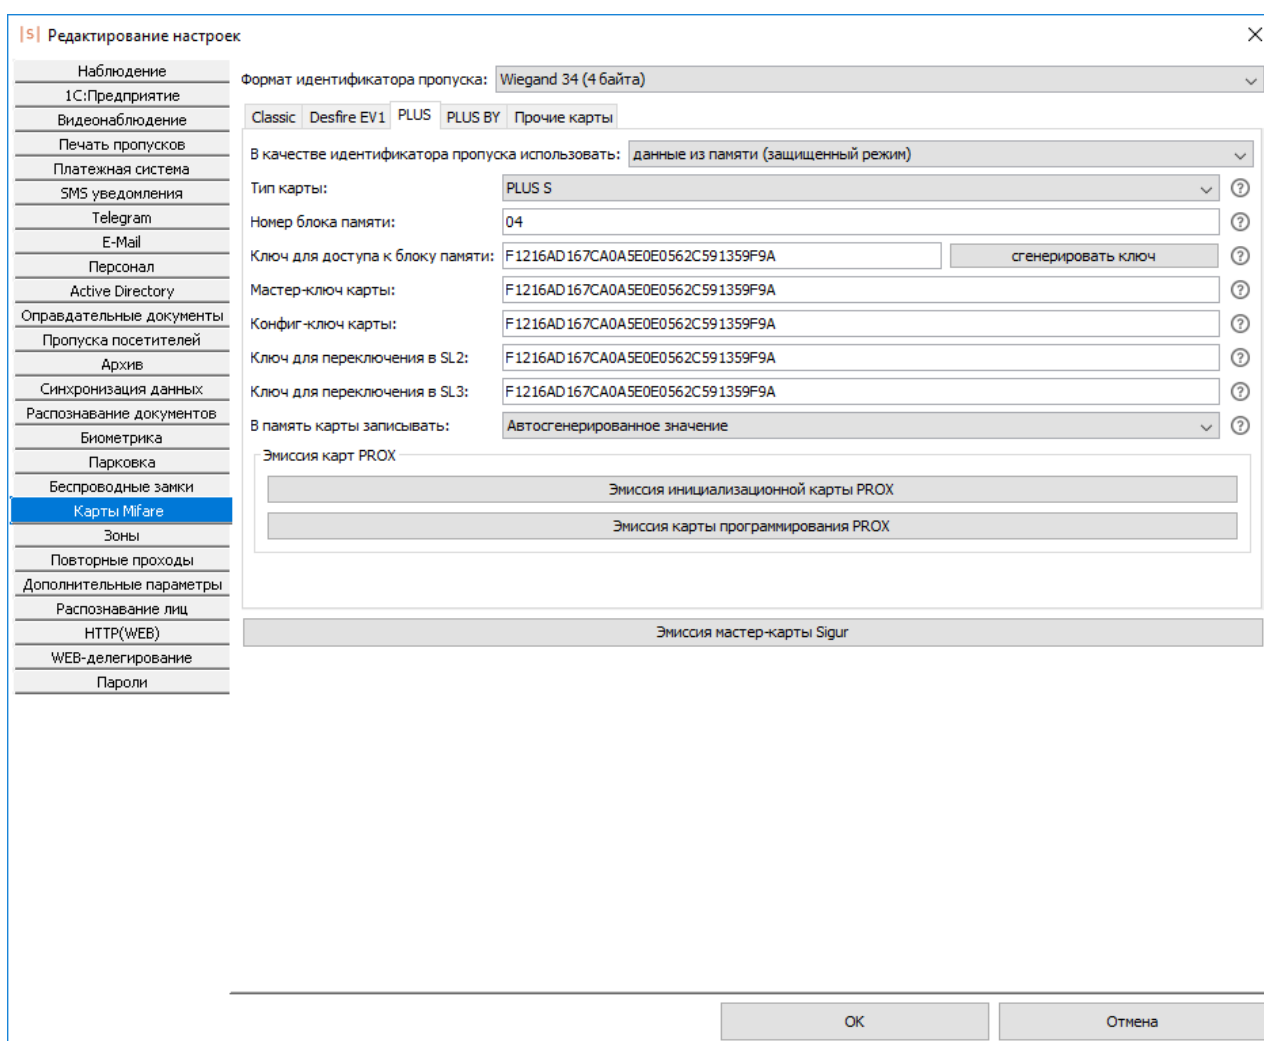 |S| Редактирование настроек
Наблюдение
1С:Предприятие
Видеонаблюдение
Печать пропусков
Платежная система
SMS уведомления
Telegram
E-Mail
Персонал
Active Directory
Оправдательные документы
Пропуска посетителей
Архив
Синхронизация данных
Распознавание документов
Биометрика
Парковка
Беспроводные замки
Карты Mifare
Зоны
Повторные проходы
Дополнительные параметры
Распознавание лиц
HTTP(WEB)
WEB-делегирование
Пароли
Формат идентификатора пропуска: Wiegand 34 (4 байта)
Classic Desfire EV1 PLUS PLUS BY Прочие карты
В качестве идентификатора пропуска использовать: данные из памяти (защищенный режим)
Тип карты: PLUS S ?
Номер блока памяти: 04 ?
Ключ для доступа к блоку памяти: F1216AD167CA0A5E0E0562C591359F9A сгенерировать ключ ?
Мастер-ключ карты: F1216AD167CA0A5E0E0562C591359F9A ?
Конфиг-ключ карты: F1216AD167CA0A5E0E0562C591359F9A ?
Ключ для переключения в SL2: F1216AD167CA0A5E0E0562C591359F9A ?
Ключ для переключения в SL3: F1216AD167CA0A5E0E0562C591359F9A ?
В память карты записывать: Автосгенерированное значение ?
Эмиссия карт PROX
Эмиссия инициализационной карты PROX
Эмиссия карты программирования PROX
Эмиссия мастер-карты Sigur
OK Отмена